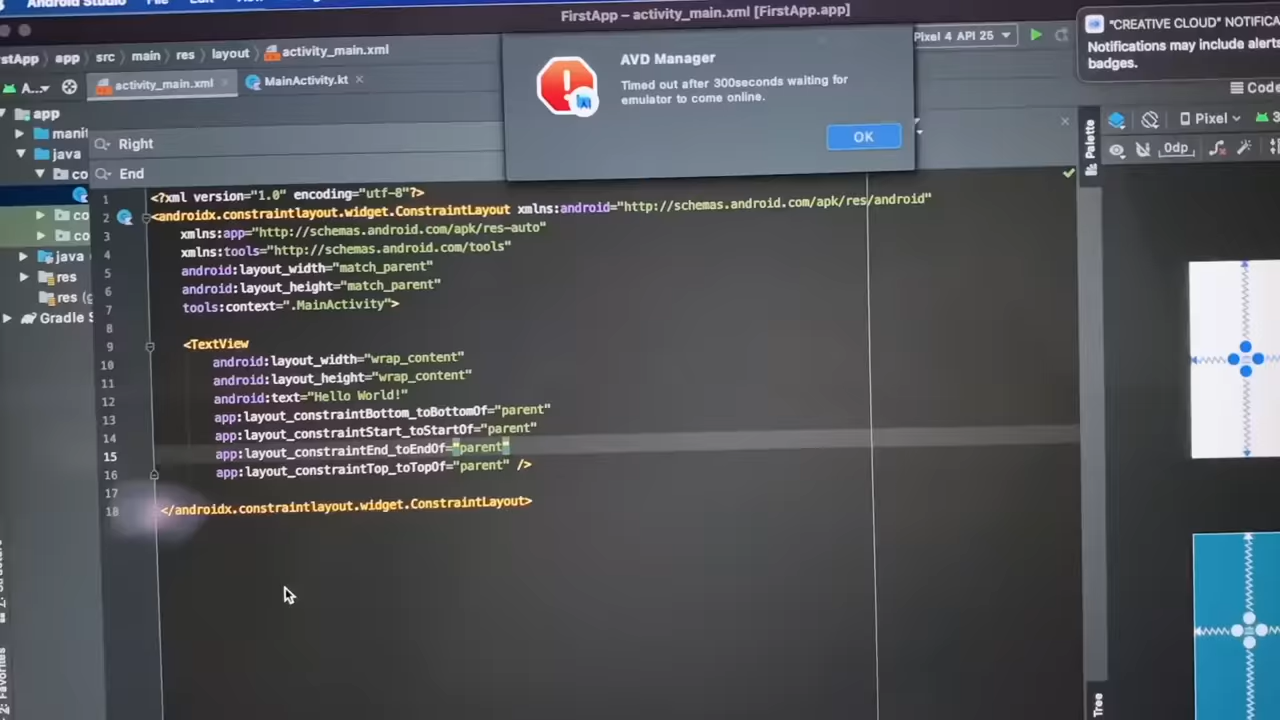 Android Studio
File
Edit
FirstApp – activity_main.xml [FirstApp.app]
app
src
main
res
layout
activity_main.xml
Pixel 4 API 25
"CREATIVE CLOUD"
Notifications may include
badges.
A...
activity_main.xml
MainActivity.kt
AVD Manager
Timed out after 300seconds waiting for
emulator to come online.
OK
Code
app
java
Right
End
Palette
Pixel
0dp
1 <?xml version="1.0" encoding="utf-8"?>
2 <androidx.constraintlayout.widget.ConstraintLayout xmlns:android="http://schemas.android.com/apk/res/android"
3 xmlns:app="http://schemas.android.com/apk/res-auto"
4 xmlns:tools="http://schemas.android.com/tools"
5 android:layout_width="match_parent"
6 android:layout_height="match_parent"
7 tools:context=".MainActivity">
8
9 <TextView
10 android:layout_width="wrap_content"
11 android:layout_height="wrap_content"
12 android:text="Hello World!"
13 app:layout_constraintBottom_toBottomOf="parent"
14 app:layout_constraintStart_toStartOf="parent"
15 app:layout_constraintEnd_toEndOf="parent"
16 app:layout_constraintTop_toTopOf="parent" />
17
18 </androidx.constraintlayout.widget.ConstraintLayout>
co
co
co
java
res
res
Gradle
Favorites
Tree